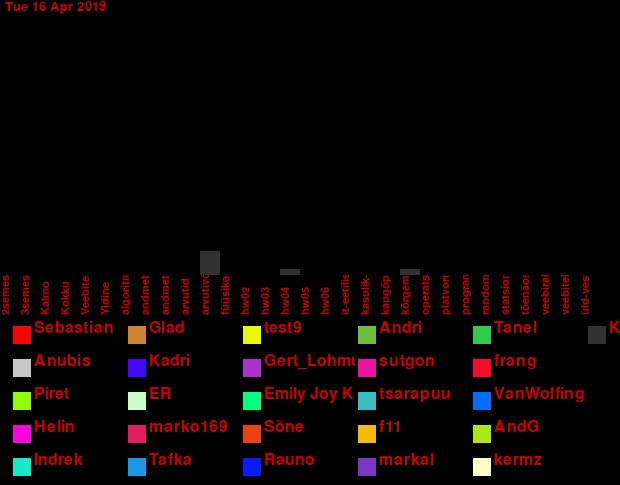 Tue 16 Apr 2019
2semes
3semes
Kalmo
Kokku
Veebite
Yldine
algoritn
andmet
andmet
arvutid
arvutivõ
füüsika
hw02
hw03
hw04
hw05
hw06
it-eetilis
kasulik-
kaugõp
kõrgem
operats
platvorn
progran
random
statsior
tõenäos
veebiral
veebitel
üld-ves
Sebastian Glad test9 Andri Tanel K
Anubis Kadri Gert_Lohmu sutgon frang
Piret ER Emily Joy K tsarapuu VanWolfing
Helin marko169 Sõne f11 AndG
Indrek Tafka Rauno markal kermz